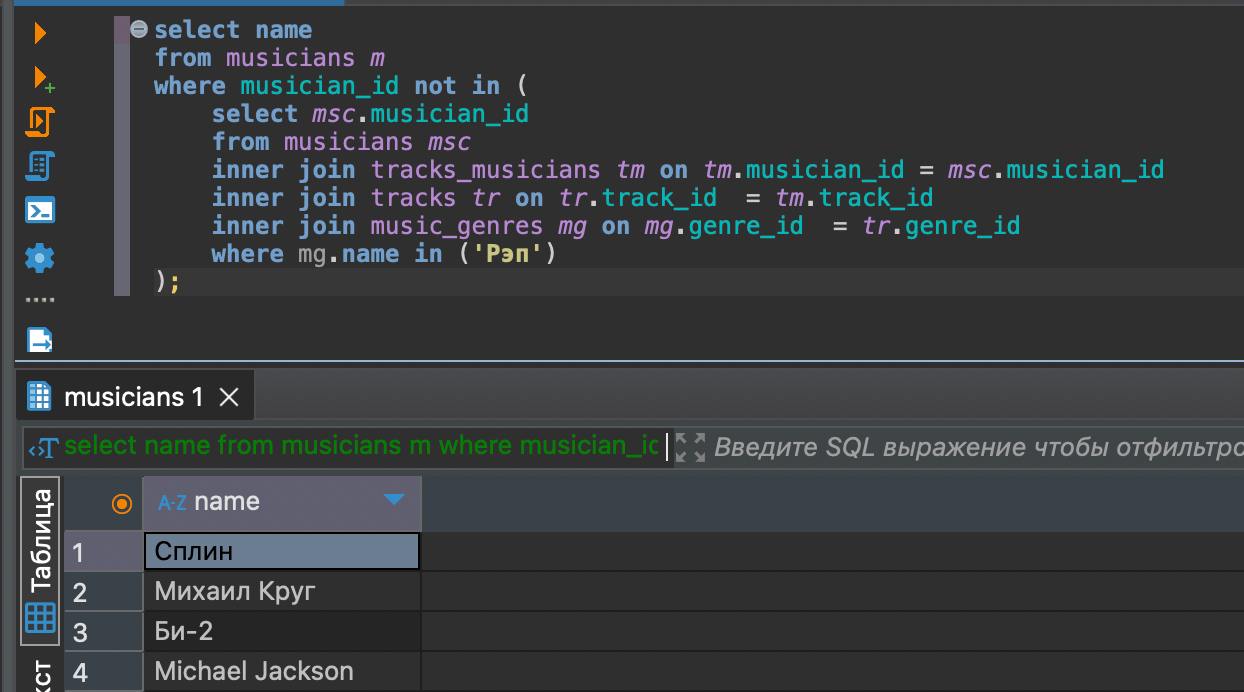 select name
from musicians m
where musician_id not in (
select msc.musician_id
from musicians msc
inner join tracks_musicians tm on tm.musician_id = msc.musician_id
inner join tracks tr on tr.track_id  = tm.track_id
inner join music_genres mg on mg.genre_id  = tr.genre_id
where mg.name in ('Рэп')
);
musicians 1
select name from musicians m where musician_ic Введите SQL выражение чтобы отфильтро
Таблица
A-Z name
1 Сплин
2 Михаил Круг
3 Би-2
4 Michael Jackson
кст